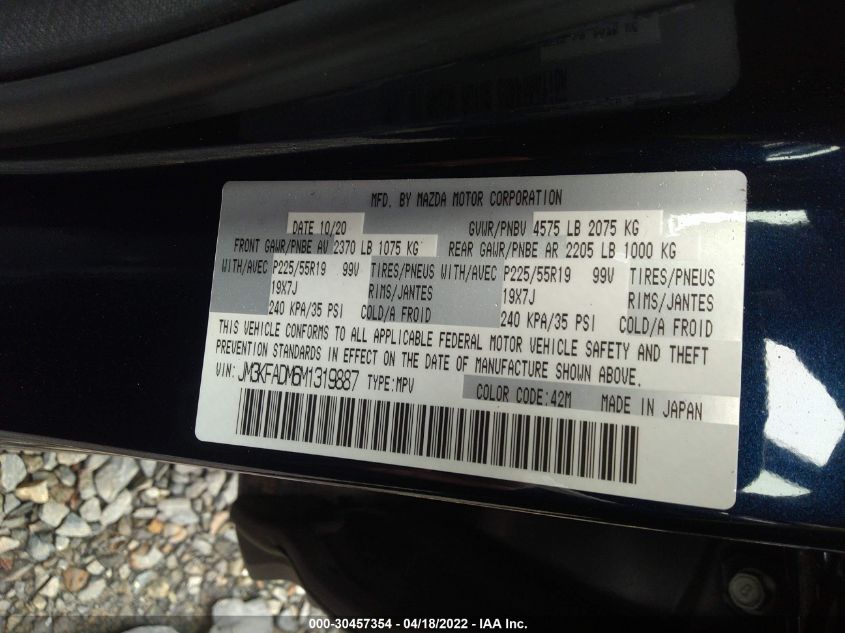 MFD. BY MAZDA MOTOR CORPORATION
DATE 10/20 GVWR/PNBV 4575 LB 2075 KG
FRONT GAWR/PNBE AV 2370 LB 1075 KG REAR GAWR/PNBE AR 2205 LB 1000 KG
WITH/AVEC P225/55R19 99V TIRES/PNEUS WITH/AVEC P225/55R19 99V TIRES/PNEUS
19X7J RIMS/JANTES 19X7J RIMS/JANTES
240 KPA/35 PSI COLD/A FROID 240 KPA/35 PSI COLD/A FROID
THIS VEHICLE CONFORMS TO ALL APPLICABLE FEDERAL MOTOR VEHICLE SAFETY AND THEFT
PREVENTION STANDARDS IN EFFECT ON THE DATE OF MANUFACTURE SHOWN ABOVE.
VIN: JM3KFADM6M1319887 TYPE:MPV COLOR CODE:42M MADE IN JAPAN
000-30457354 - 04/18/2022 - IAA Inc.